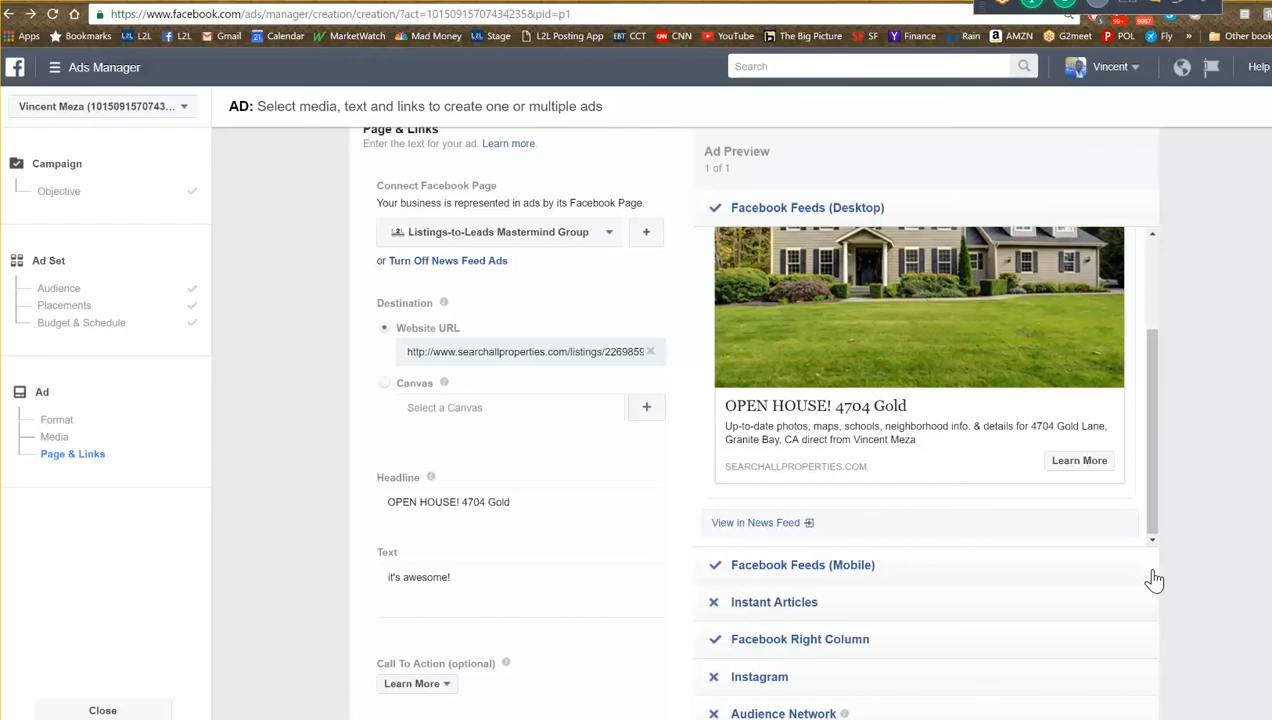 https://www.facebook.com/ads/manager/creation/creation/?act=10150915707434235&pid=p1
99+
9987
Apps Bookmarks L2L L2L Gmail Calendar MarketWatch Mad Money Stage L2L Posting App EBT CCT CNN YouTube The Big Picture SF SF Finance Rain AMZN G2meet POL Fly » Other book
Ads Manager
Search
Vincent
Help
Vincent Meza (1015091570743...
AD: Select media, text and links to create one or multiple ads
Campaign
Objective
Ad Set
Audience
Placements
Budget & Schedule
Ad
Format
Media
Page & Links
Close
Page & Links
Enter the text for your ad. Learn more.
Connect Facebook Page
Your business is represented in ads by its Facebook Page.
Listings-to-Leads Mastermind Group
+
or Turn Off News Feed Ads
Destination
Website URL
http://www.searchallproperties.com/listings/2269859
Canvas
Select a Canvas
+
Headline
OPEN HOUSE! 4704 Gold
Text
it's awesome!
Call To Action (optional)
Learn More
Ad Preview
1 of 1
Facebook Feeds (Desktop)
OPEN HOUSE! 4704 Gold
Up-to-date photos, maps, schools, neighborhood info. & details for 4704 Gold Lane,
Granite Bay, CA direct from Vincent Meza
SEARCHALLPROPERTIES.COM
Learn More
View in News Feed
Facebook Feeds (Mobile)
Instant Articles
Facebook Right Column
Instagram
Audience Network